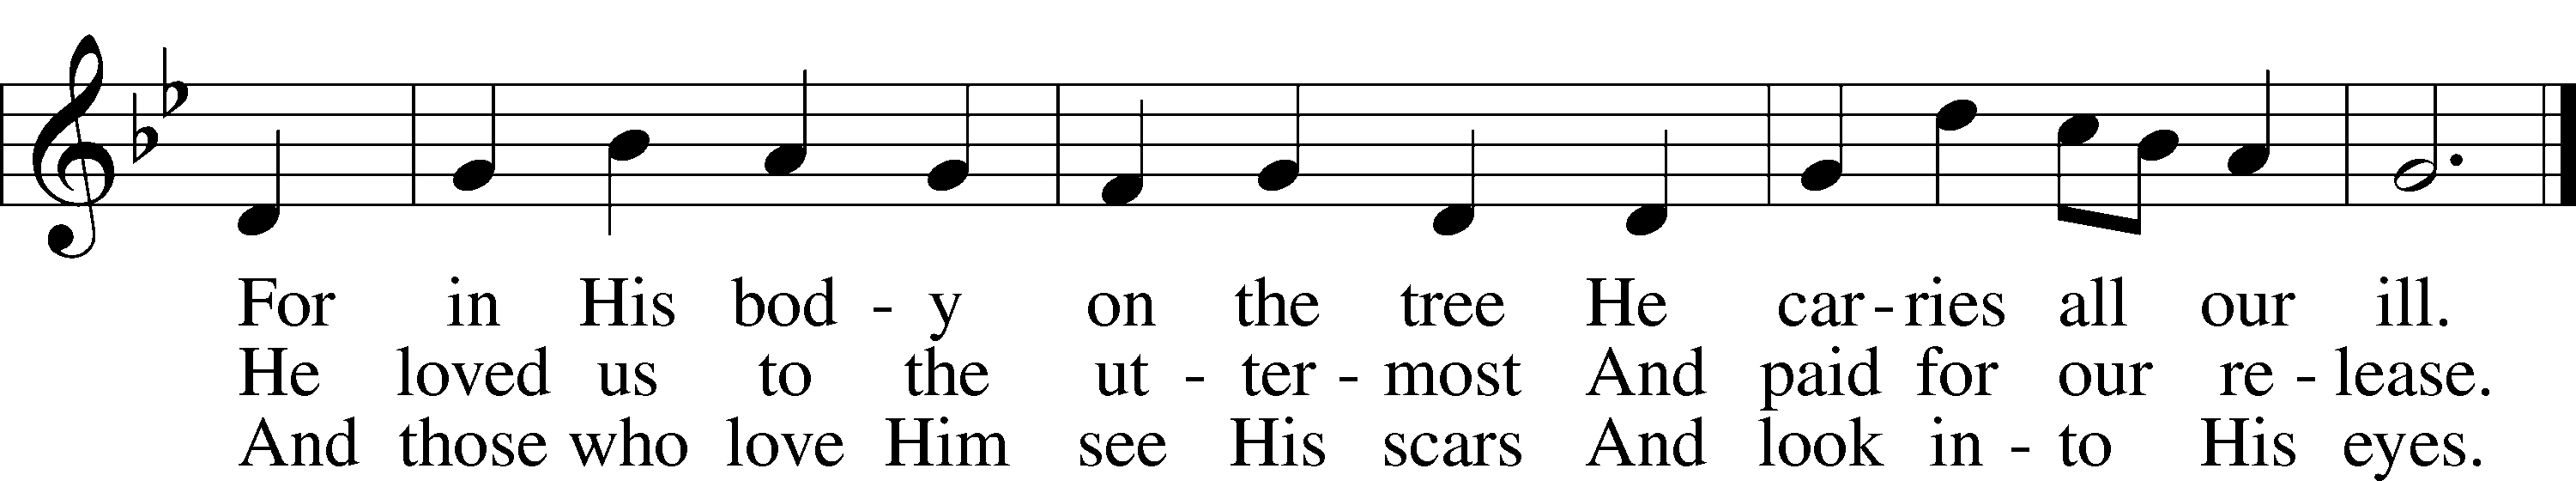 For in His bod - y on the tree He car - ries all our ill.
He loved us to the ut - ter - most And paid for our re - lease.
And those who love Him see His scars And look in - to His eyes.